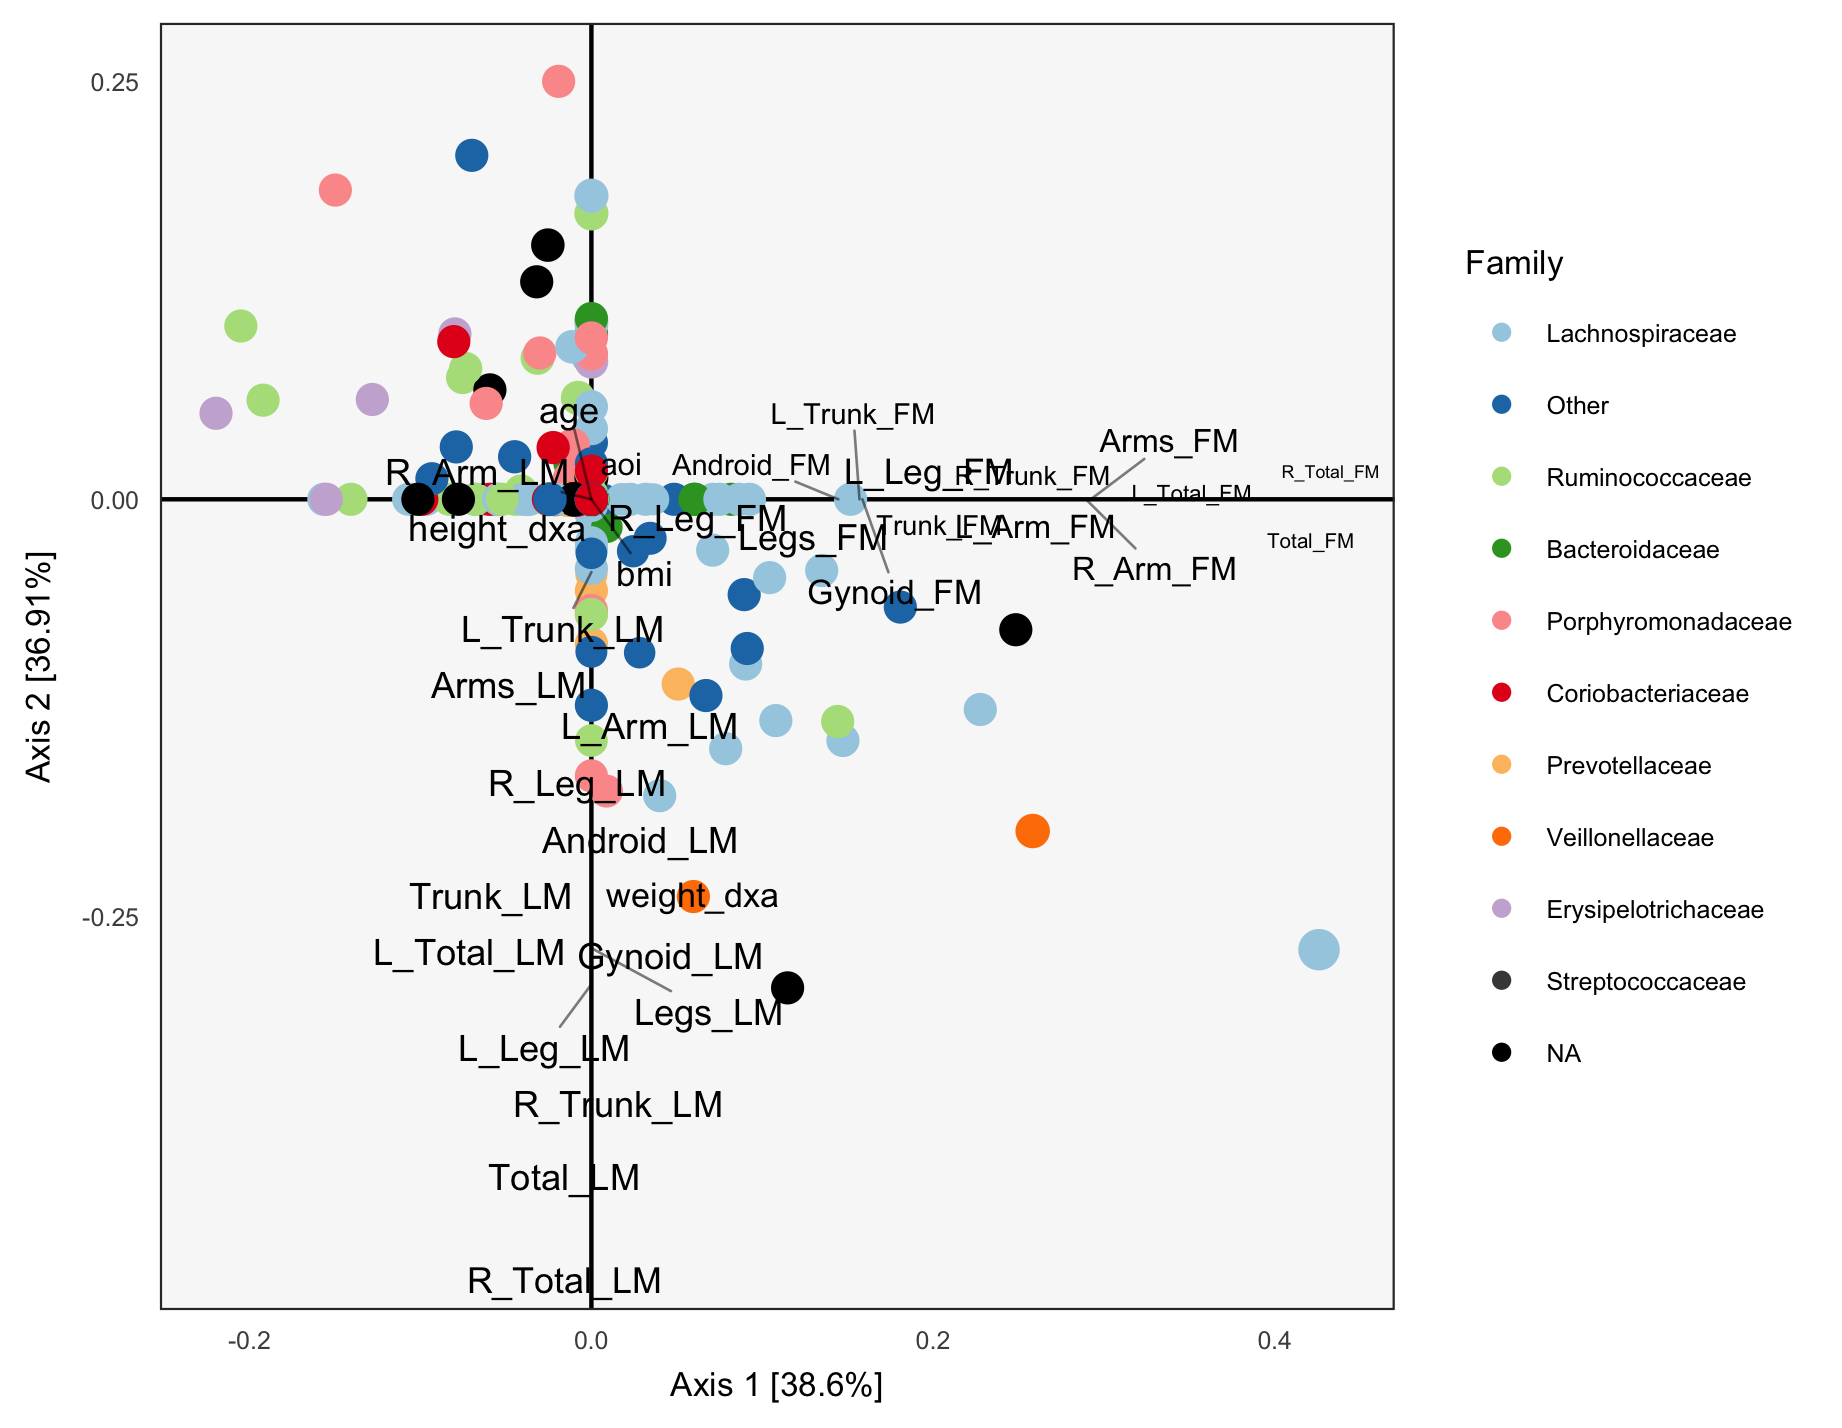 0.25
0.00
-0.25
Axis 2 [36.91%]
age
L_Trunk_FM
Arms_FM
R_Arm_LM
aoi
Android_FM
L_Leg_FM
R_Trunk_FM
R_Total_FM
L_Total_FM
height_dxa
R_Leg_FM
Legs_FM
Trunk_FM
L_Arm_FM
Total_FM
bmi
Gynoid_FM
R_Arm_FM
L_Trunk_LM
Arms_LM
L_Arm_LM
R_Leg_LM
Android_LM
Trunk_LM
weight_dxa
L_Total_LM
Gynoid_LM
Legs_LM
L_Leg_LM
R_Trunk_LM
Total_LM
R_Total_LM
-0.2
0.0
0.2
0.4
Axis 1 [38.6%]
Family
Lachnospiraceae
Other
Ruminococcaceae
Bacteroidaceae
Porphyromonadaceae
Coriobacteriaceae
Prevotellaceae
Veillonellaceae
Erysipelotrichaceae
Streptococcaceae
NA